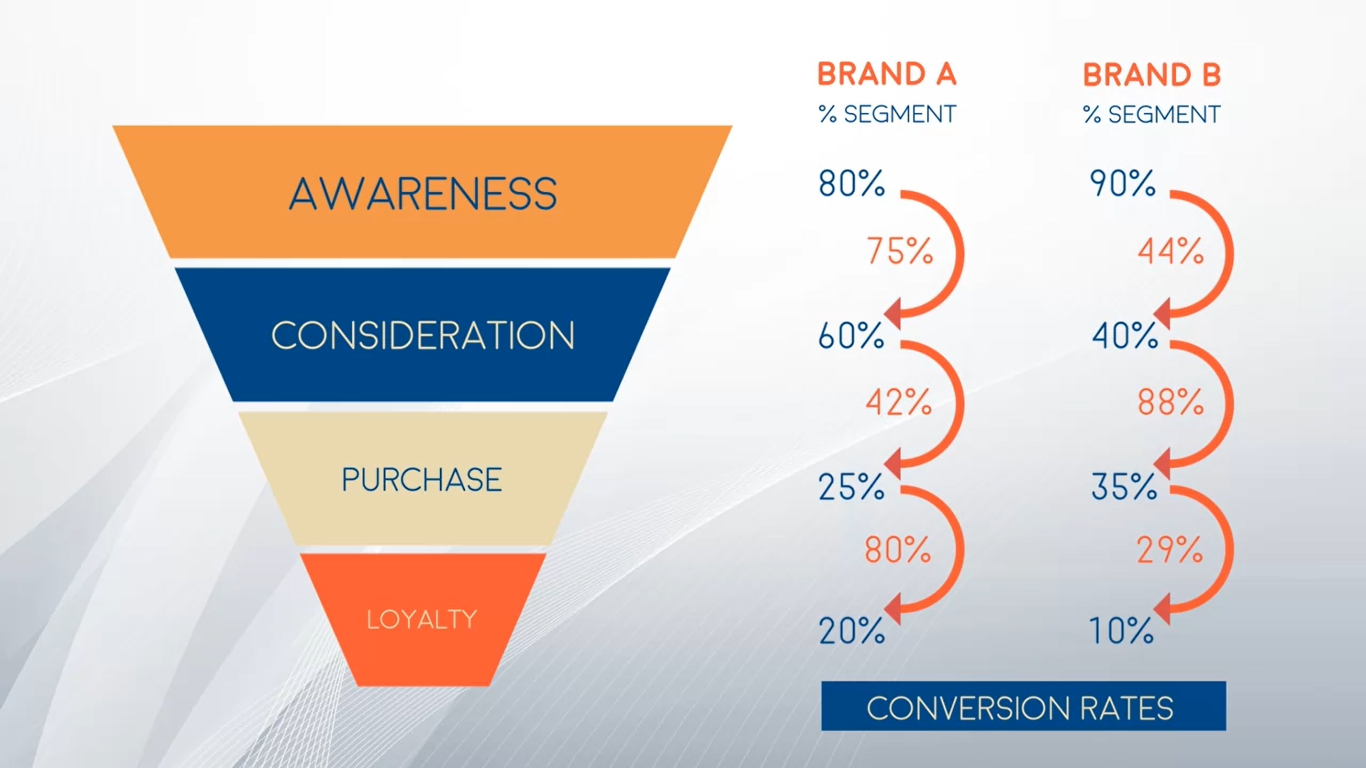 BRAND A
% SEGMENT
BRAND B
% SEGMENT
AWARENESS
CONSIDERATION
PURCHASE
LOYALTY
80%
75%
60%
42%
25%
80%
20%
90%
44%
40%
88%
35%
29%
10%
CONVERSION RATES